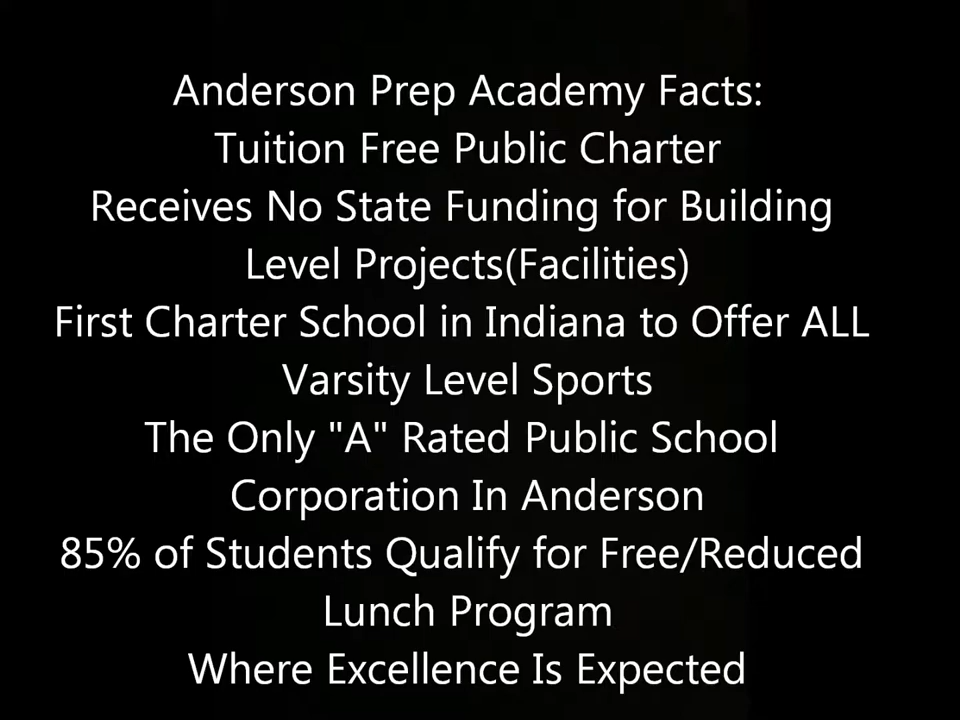 Anderson Prep Academy Facts:
Tuition Free Public Charter
Receives No State Funding for Building
Level Projects(Facilities)
First Charter School in Indiana to Offer ALL
Varsity Level Sports
The Only "A" Rated Public School
Corporation In Anderson
85% of Students Qualify for Free/Reduced
Lunch Program
Where Excellence Is Expected